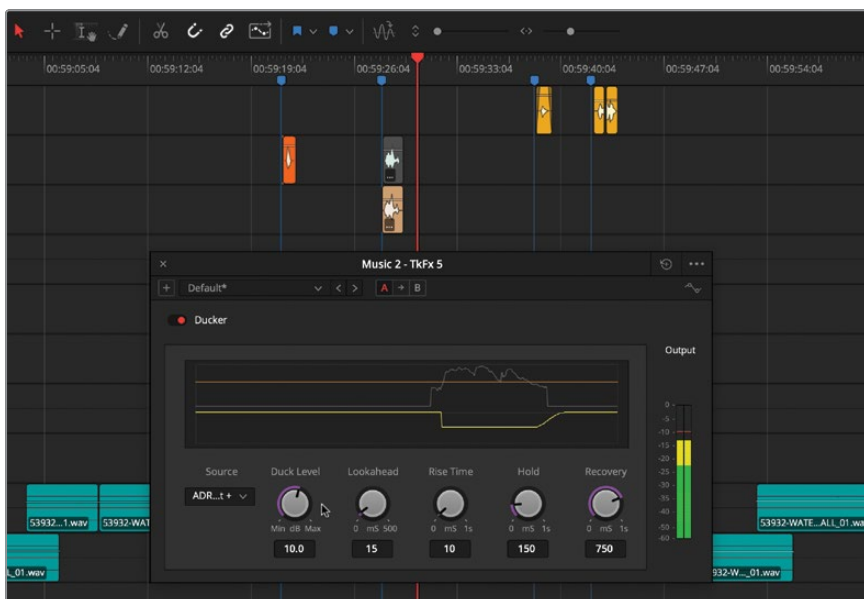 00:59:05:04 00:59:12:04 00:59:19:04 00:59:26:04 00:59:33:04 00:59:40:04 00:59:47:04 00:59:54:04
...
...
Music 2 - TkFx 5
Default* A B
Ducker
Output
Source Duck Level Lookahead Rise Time Hold Recovery
ADR...t +
Min dB Max 0 mS 500 0 mS 1s 0 mS 1s 0 mS 1s
10.0 15 10 150 750
0
-5
-10
-15
-20
-25
-30
-35
-40
-45
-50
-60
53932...1.wav 53932-WAT 53932-WATE...ALL_01.wa
LL_01.wav 932-W..._01.wav